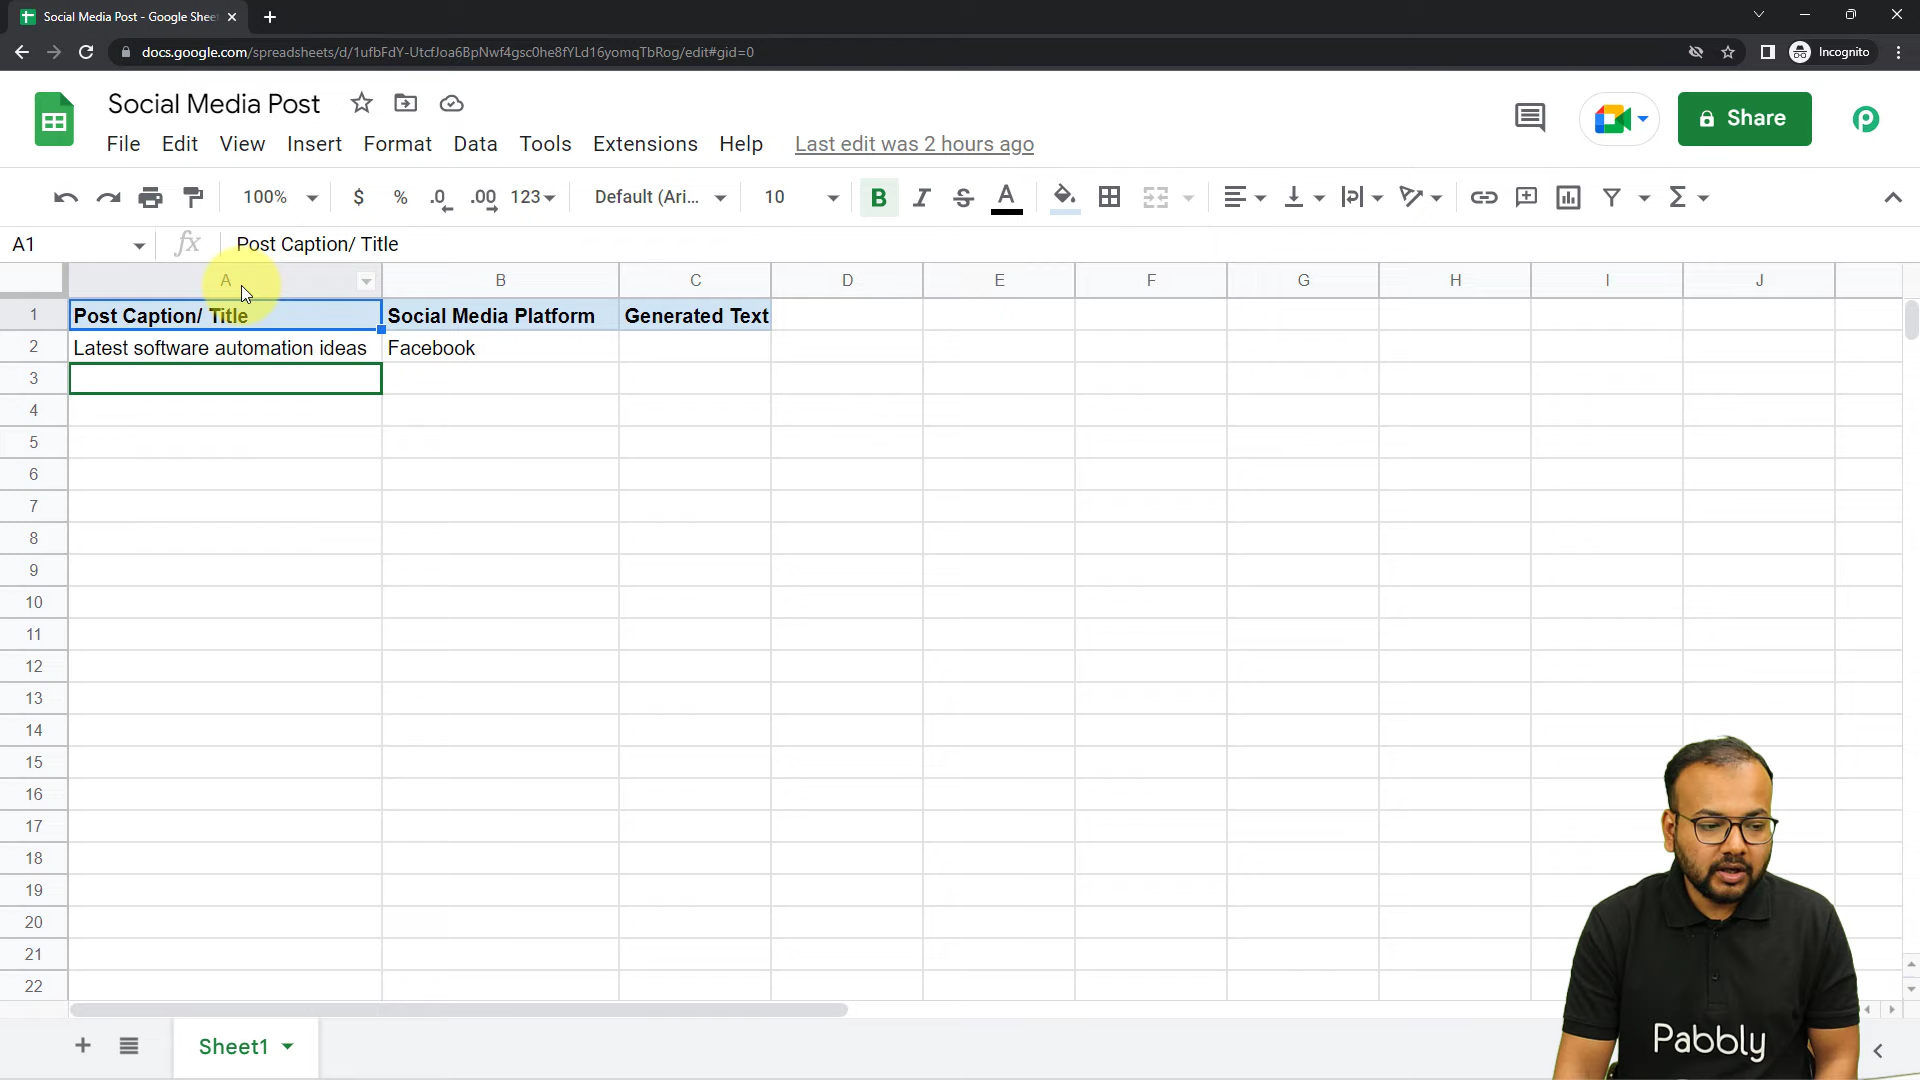 Social Media Post - Google Shee
docs.google.com/spreadsheets/d/1ufbFdY-UtcfJoa6BpNwf4gsc0he8fYLd16yomqTbRog/edit#gid=0
Incognito
Social Media Post
Share
File Edit View Insert Format Data Tools Extensions Help Last edit was 2 hours ago
100% $ % .0 .00 123 Default (Ari... 10 B I S A
A1 fx Post Caption/ Title
A B C D E F G H I J
1 Post Caption/ Title Social Media Platform Generated Text
2 Latest software automation ideas Facebook
3
4
5
6
7
8
9
10
11
12
13
14
15
16
17
18
19
20
21
22
Sheet1
Pabbly